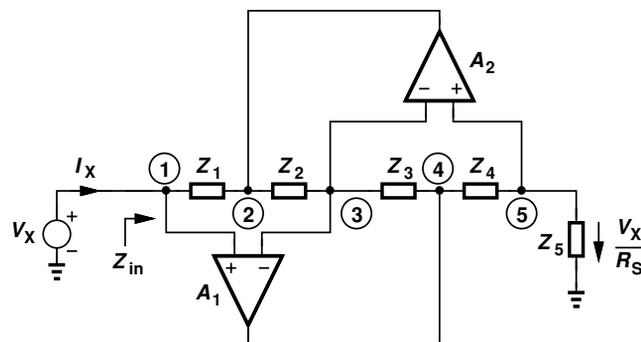 A2
− +
IX
1
Z1
Z2
Z3
4
Z4
VX
+
−
Zin
2
3
5
+ −
A1
Z5
VX
RS